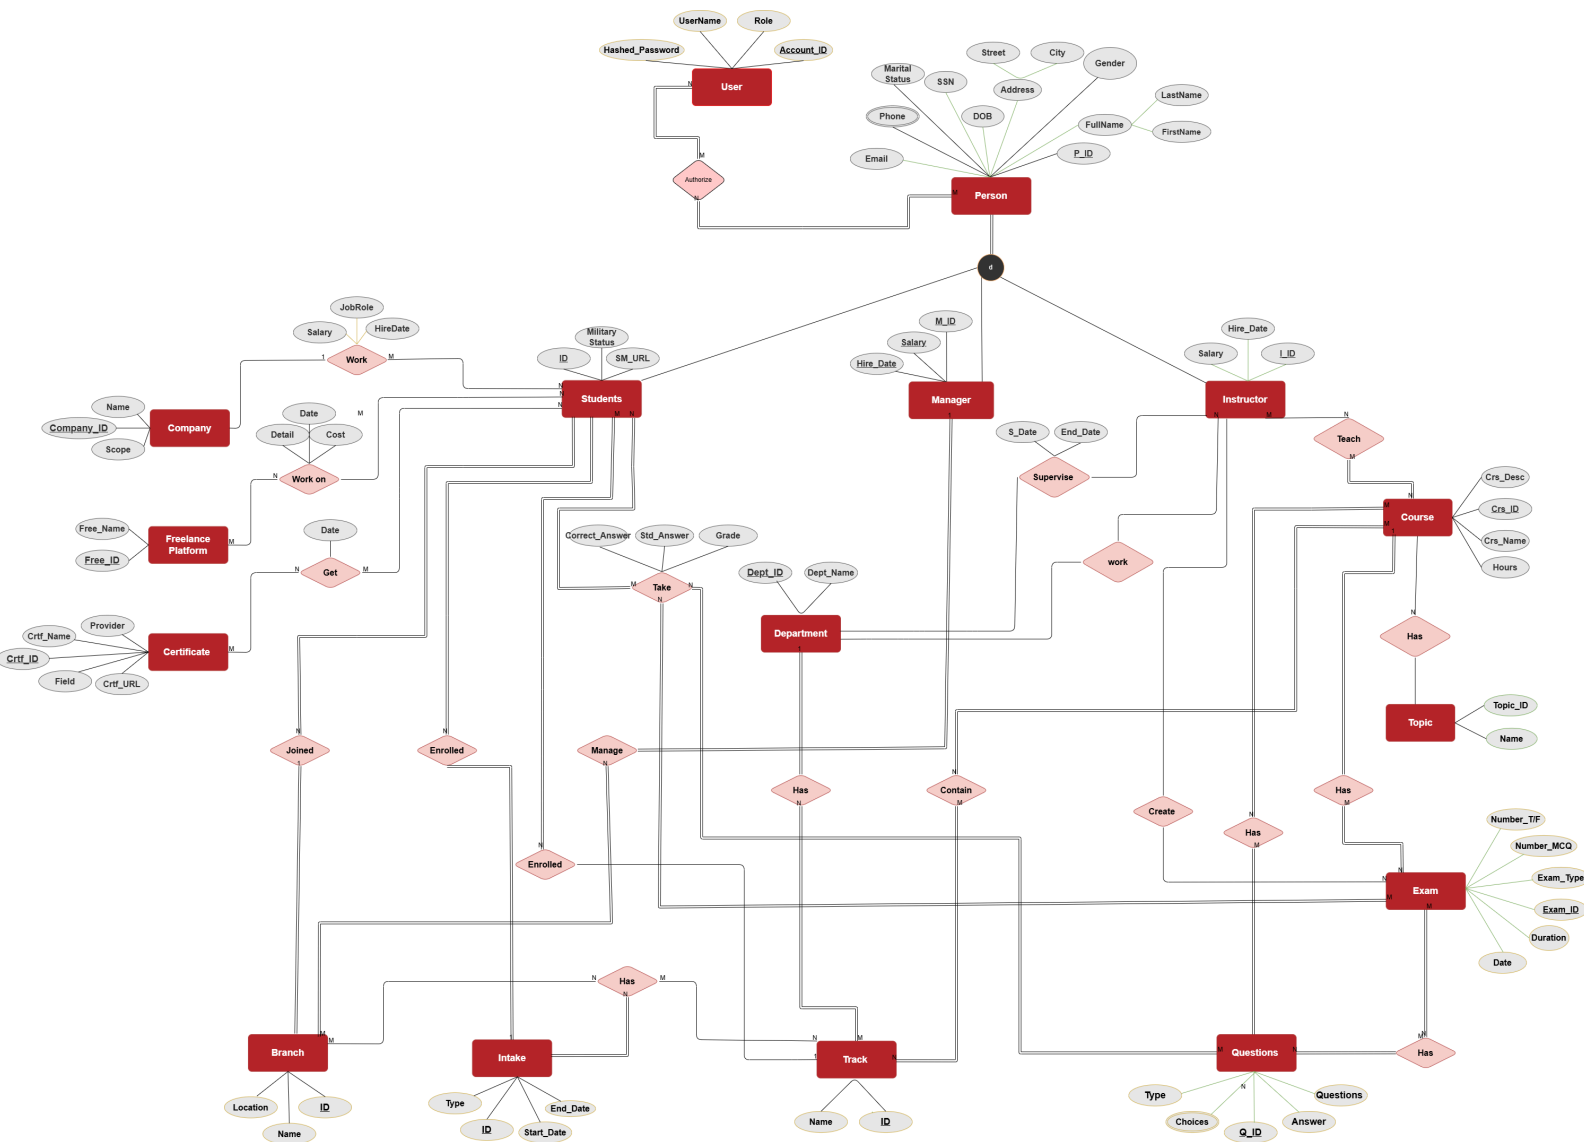 UserName
Role
Hashed_Password
Account_ID
User
N
M
Authorize
N
Street
City
Gender
Marital
Status
SSN
Address
LastName
Phone
DOB
FullName
FirstName
Email
P_ID
M
Person
d
JobRole
Salary
HireDate
1
Work
M
Military
Status
ID
SM_URL
N
N
N
Students
M
N
M_ID
Salary
Hire_Date
Manager
1
Hire_Date
Salary
I_ID
Instructor
N
M
N
Teach
M
Name
Company_ID
Scope
Company
Date
M
Detail
Cost
N
Work on
S_Date
End_Date
Supervise
Crs_Desc
Crs_ID
Crs_Name
Hours
N
M
M
1
Course
Free_Name
Free_ID
Freelance
Platform
M
Date
N
Get
M
Correct_Answer
Std_Answer
Grade
M
Take
N
N
Dept_ID
Dept_Name
Department
1
work
N
Has
Provider
Crtf_Name
Crtf_ID
Field
Crtf_URL
Certificate
M
Topic_ID
Name
Topic
N
Joined
1
N
Enrolled
Manage
N
Has
N
N
Contain
M
Create
N
Has
M
Has
M
N
Enrolled
Number_T/F
Number_MCQ
Exam_Type
Exam_ID
Duration
Date
N
N
M
Exam
M
N
Has
M
N
M
M
Branch
1
Intake
M
N
1
Track
N
M
Questions
N
M
N
Has
Location
ID
Name
Type
End_Date
ID
Start_Date
Name
ID
Type
N
Questions
Choices
Answer
Q_ID